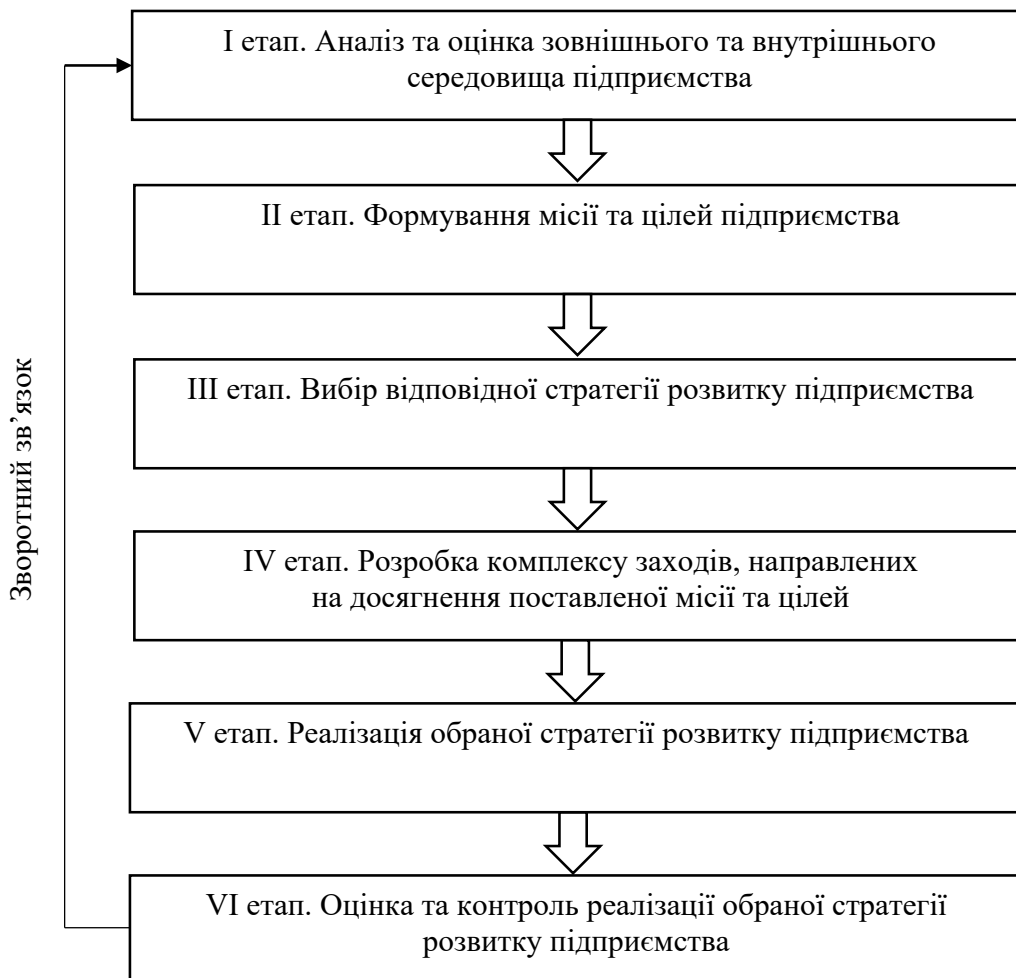 І етап. Аналіз та оцінка зовнішнього та внутрішнього
середовища підприємства
ІІ етап. Формування місії та цілей підприємства
ІІІ етап. Вибір відповідної стратегії розвитку підприємства
Зворотний зв’язок
IV етап. Розробка комплексу заходів, направлених
на досягнення поставленої місії та цілей
V етап. Реалізація обраної стратегії розвитку підприємства
VI етап. Оцінка та контроль реалізації обраної стратегії
розвитку підприємства